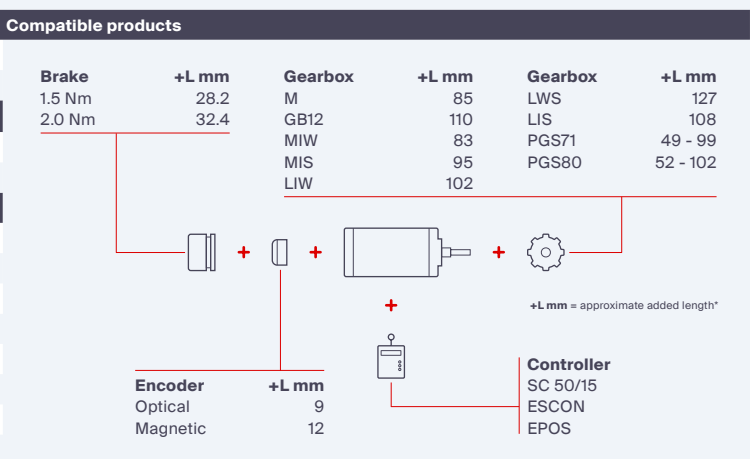 Compatible products
Brake +L mm
1.5 Nm 28.2
2.0 Nm 32.4
Gearbox +L mm
M 85
GB12 110
MIW 83
MIS 95
LIW 102
Gearbox +L mm
LWS 127
LIS 108
PGS71 49 - 99
PGS80 52 - 102
+L mm = approximate added length*
Encoder +L mm
Optical 9
Magnetic 12
Controller
SC 50/15
ESCON
EPOS